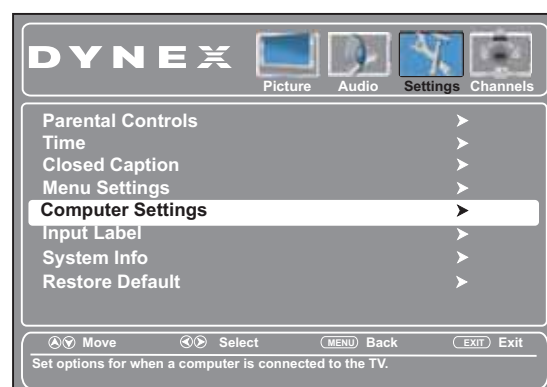 DYNEX
Picture Audio Settings Channels
Parental Controls
Time
Closed Caption
Menu Settings
Computer Settings
Input Label
System Info
Restore Default
Move Select MENU Back EXIT Exit
Set options for when a computer is connected to the TV.